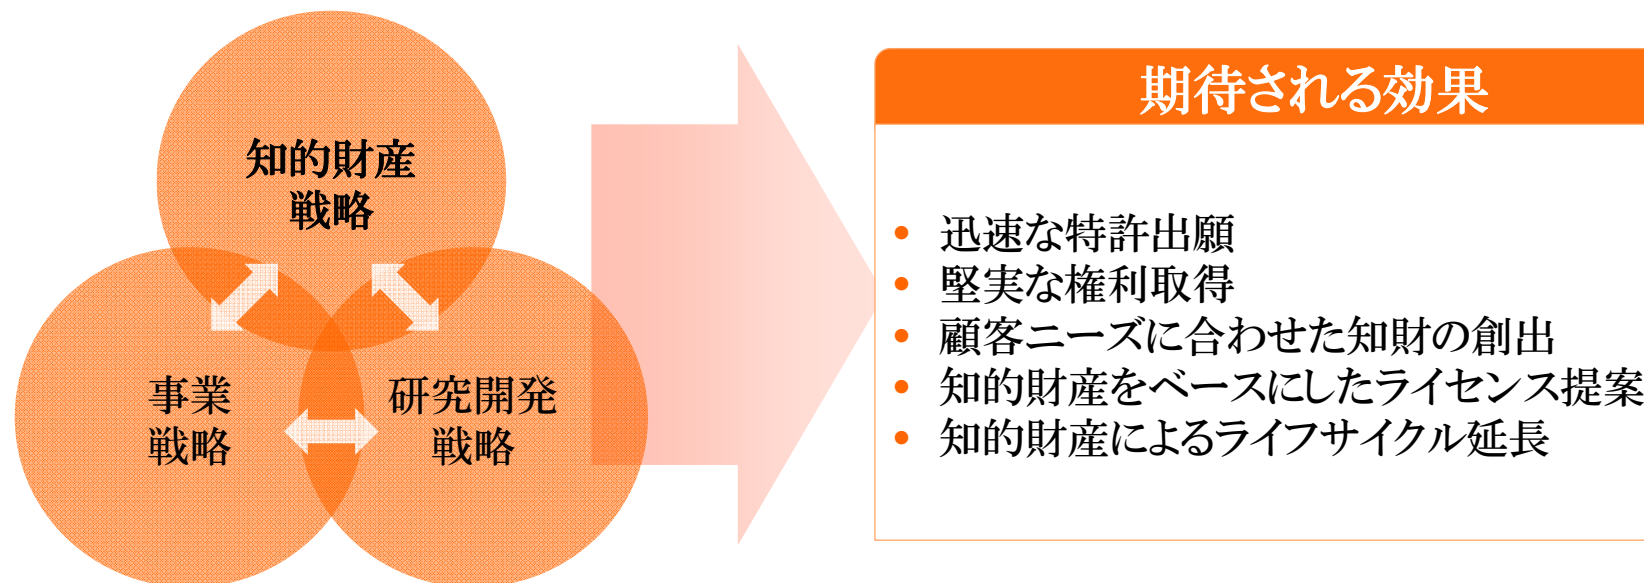 知的財産
戦略
事業
戦略
研究開発
戦略
期待される効果
• 迅速な特許出願
• 堅実な権利取得
• 顧客ニーズに合わせた知財の創出
• 知的財産をベースにしたライセンス提案
• 知的財産によるライフサイクル延長